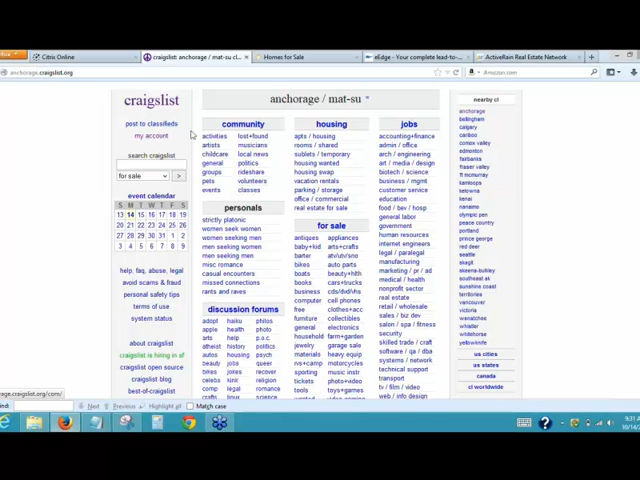 Citrix Online
craigslist: anchorage / mat-su cl...
Homes for Sale
eEdge - Your complete lead-to-...
ActiveRain Real Estate Network
anchorage.craigslist.org
Amazon.com
craigslist
post to classifieds
my account
search craigslist
for sale
>
event calendar
S M T W T F S
13 14 15 16 17 18 19
20 21 22 23 24 25 26
27 28 29 30 31 1 2
3 4 5 6 7 8 9
help, faq, abuse, legal
avoid scams & fraud
personal safety tips
terms of use
system status
about craigslist
craigslist is hiring in sf
craigslist open source
craigslist blog
best-of-craigslist
anchorage / mat-su
community
activities lost+found
artists musicians
childcare local news
general politics
groups rideshare
pets volunteers
events classes
personals
strictly platonic
women seek women
women seeking men
men seeking women
men seeking men
misc romance
casual encounters
missed connections
rants and raves
discussion forums
adopt haiku philos
apple health photo
arts help p.o.c.
atheist history politics
autos housing psych
beauty jobs queer
bikes jokes recover
celebs kink religion
comp legal romance
crafts linux science
housing
apts / housing
rooms / shared
sublets / temporary
housing wanted
housing swap
vacation rentals
parking / storage
office / commercial
real estate for sale
for sale
antiques appliances
baby+kid arts+crafts
barter atv/utv/sno
bikes auto parts
boats beauty+hlth
books cars+trucks
business cds/dvd/vhs
computer cell phones
free clothes+acc
furniture collectibles
general electronics
jewelry farm+garden
materials garage sale
rvs+camp heavy equip
sporting motorcycles
tickets music instr
tools photo+video
jobs
accounting+finance
admin / office
arch / engineering
art / media / design
biotech / science
business / mgmt
customer service
education
food / bev / hosp
general labor
government
human resources
internet engineers
legal / paralegal
manufacturing
marketing / pr / ad
medical / health
nonprofit sector
real estate
retail / wholesale
sales / biz dev
salon / spa / fitness
security
skilled trade / craft
software / qa / dba
systems / network
technical support
transport
tv / film / video
web / info design
nearby cl
anchorage
bellingham
calgary
cariboo
comox valley
edmonton
fairbanks
fraser valley
ft mcmurray
kamloops
kelowna
kenai
nanaimo
olympic pen
peace country
portland
prince george
red deer
seattle
skagit
skeena-bulkley
southeast ak
sunshine coast
territories
vancouver
victoria
wenatchee
whistler
whitehorse
yellowknife
us cities
us states
canada
cl worldwide
rage.craigslist.org/com/
Find:
Next
Previous
Highlight all
Match case
9:31 A
10/14/2